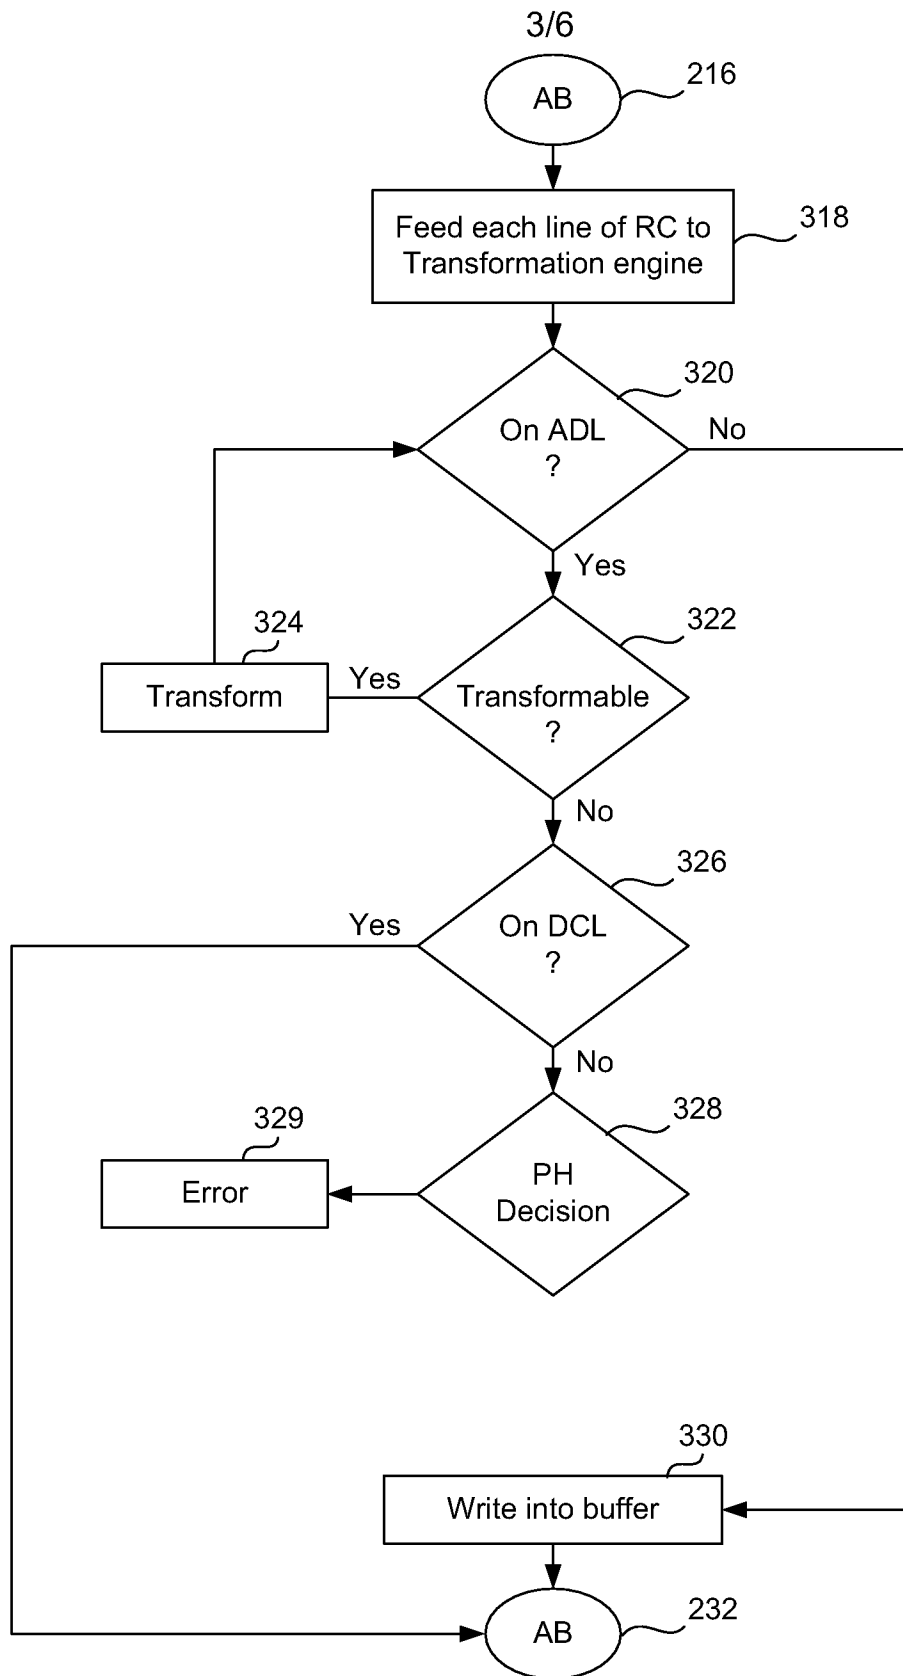 3/6
AB
216
Feed each line of RC to
Transformation engine
318
320
On ADL
?
No
Yes
322
324
Transform
Yes
Transformable
?
No
326
Yes
On DCL
?
No
328
329
Error
PH
Decision
330
Write into buffer
AB
232